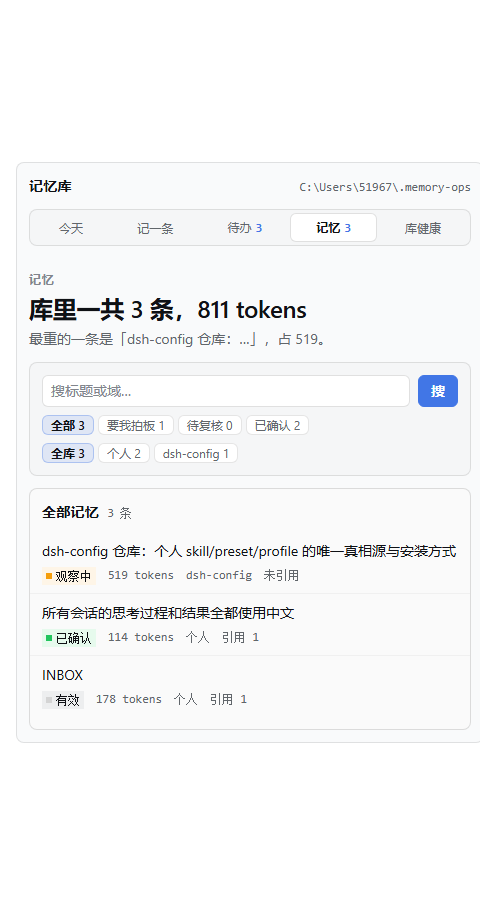 记忆库 C:\Users\51967\.memory-ops
今天 记一条 待办 3 记忆 3 库健康
记忆
库里一共 3 条，811 tokens
最重的一条是「dsh-config 仓库：…」，占 519。
搜标题或域... 搜
全部 3 要我拍板 1 待复核 0 已确认 2
全库 3 个人 2 dsh-config 1
全部记忆 3 条
dsh-config 仓库：个人 skill/preset/profile 的唯一真相源与安装方式
观察中 519 tokens dsh-config 未引用
所有会话的思考过程和结果全都使用中文
已确认 114 tokens 个人 引用 1
INBOX
有效 178 tokens 个人 引用 1